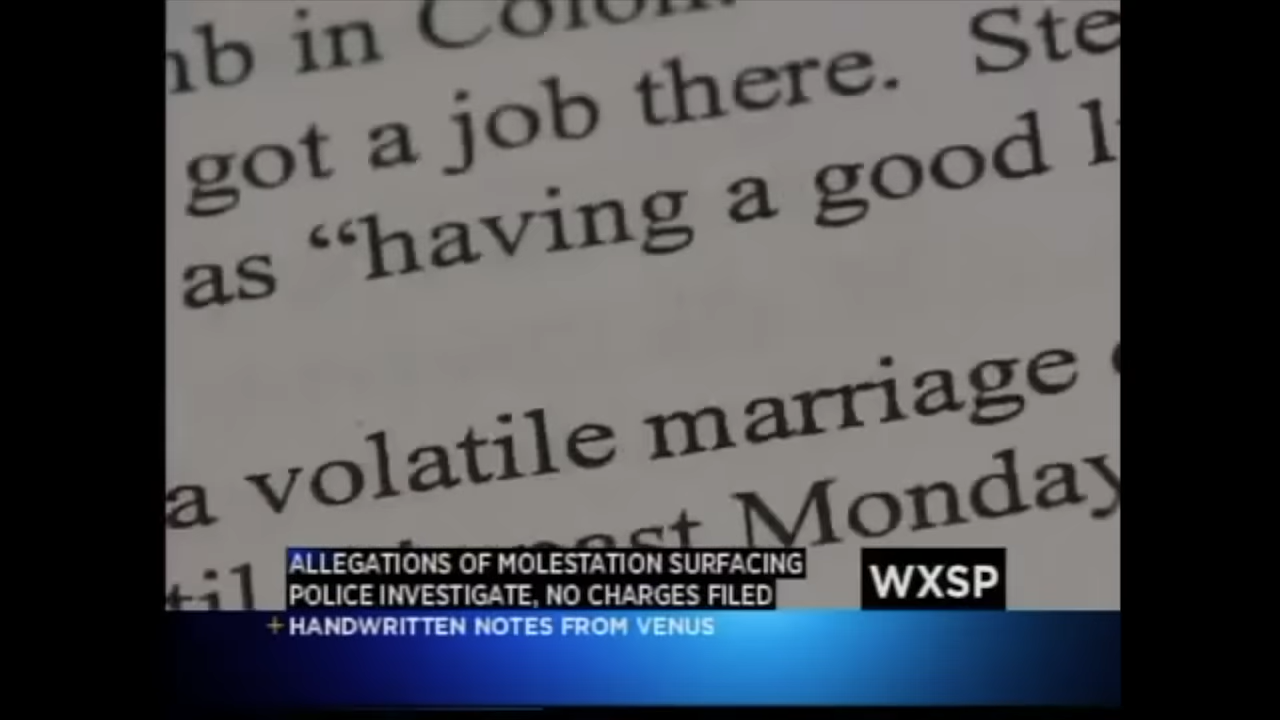 in
got a job there. Ste
as “having a good l
a volatile marriage
past Monday
ALLEGATIONS OF MOLESTATION SURFACING
POLICE INVESTIGATE, NO CHARGES FILED
WXSP
+ HANDWRITTEN NOTES FROM VENUS